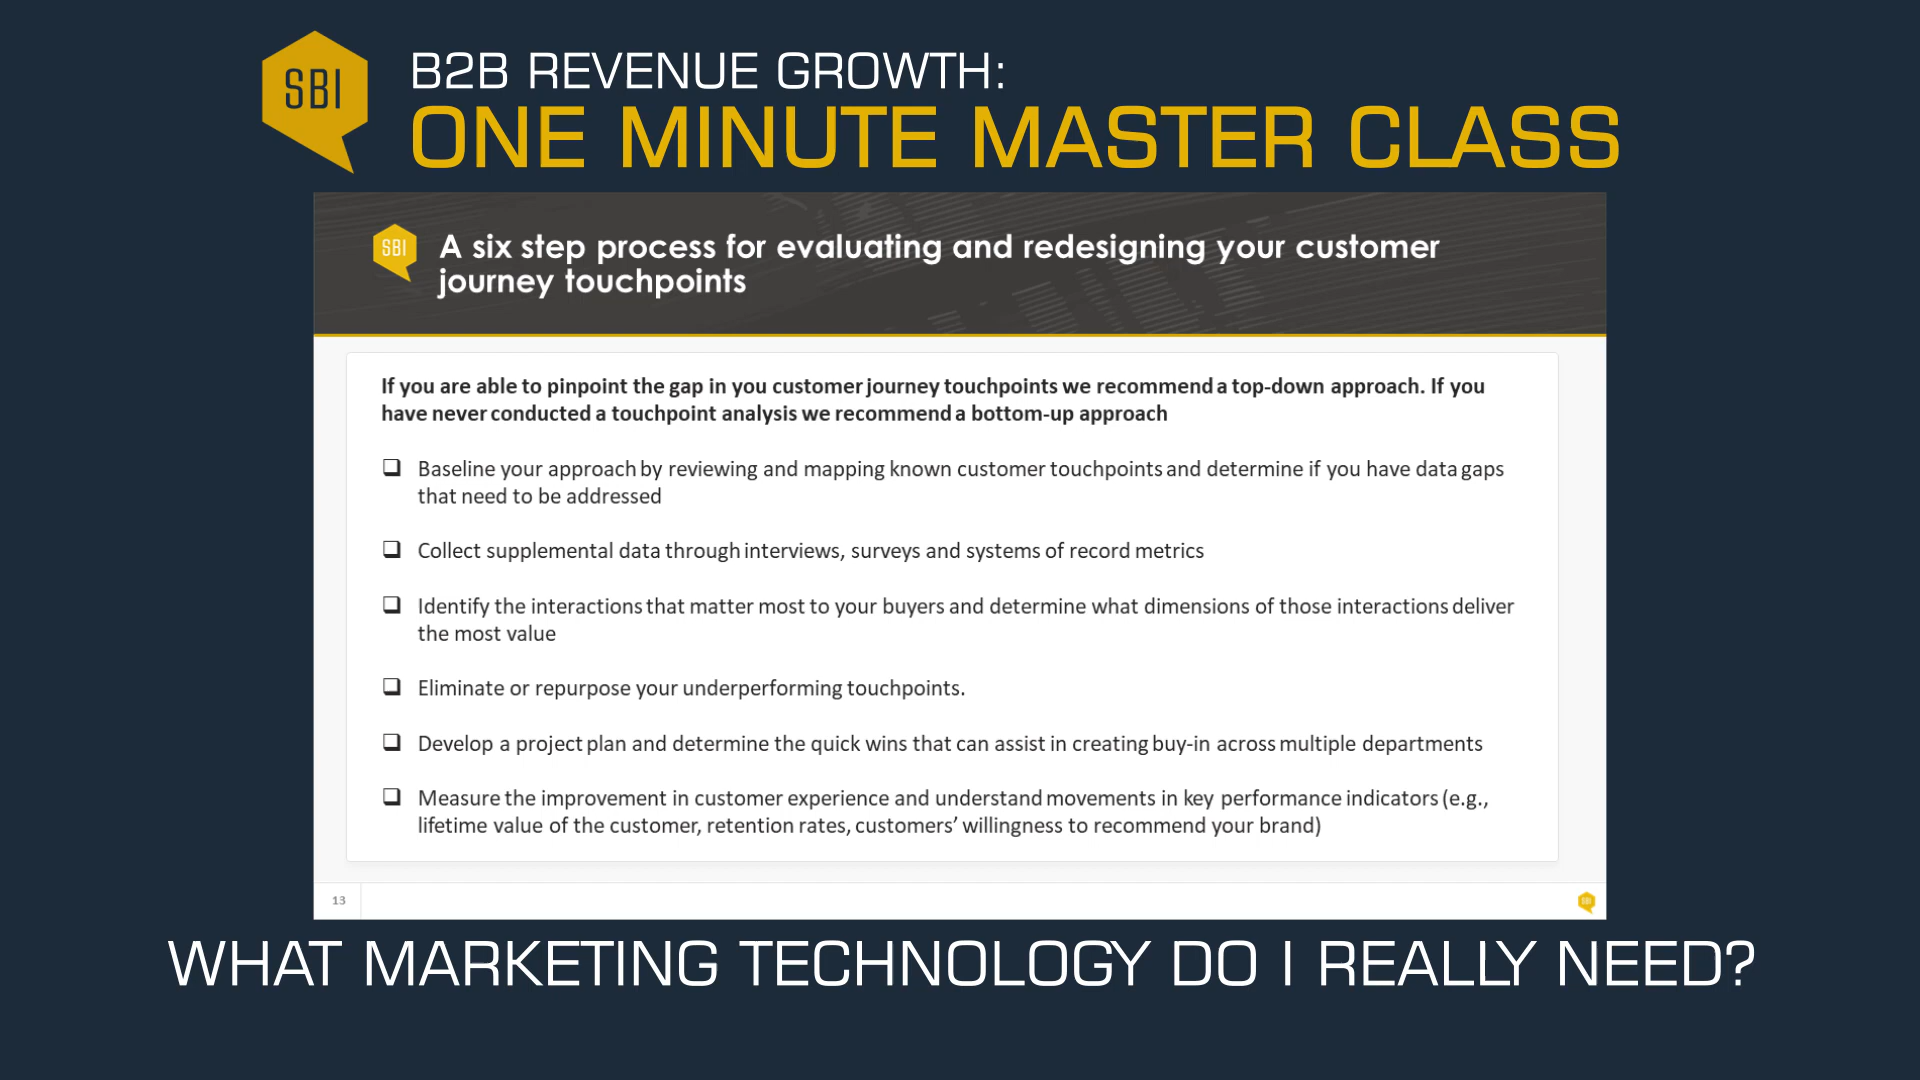 SBI
B2B REVENUE GROWTH:
ONE MINUTE MASTER CLASS
SBI
A six step process for evaluating and redesigning your customer
journey touchpoints
If you are able to pinpoint the gap in you customer journey touchpoints we recommend a top-down approach. If you
have never conducted a touchpoint analysis we recommend a bottom-up approach
❑ Baseline your approach by reviewing and mapping known customer touchpoints and determine if you have data gaps
that need to be addressed
❑ Collect supplemental data through interviews, surveys and systems of record metrics
❑ Identify the interactions that matter most to your buyers and determine what dimensions of those interactions deliver
the most value
❑ Eliminate or repurpose your underperforming touchpoints.
❑ Develop a project plan and determine the quick wins that can assist in creating buy-in across multiple departments
❑ Measure the improvement in customer experience and understand movements in key performance indicators (e.g.,
lifetime value of the customer, retention rates, customers’ willingness to recommend your brand)
13
SBI
WHAT MARKETING TECHNOLOGY DO I REALLY NEED?